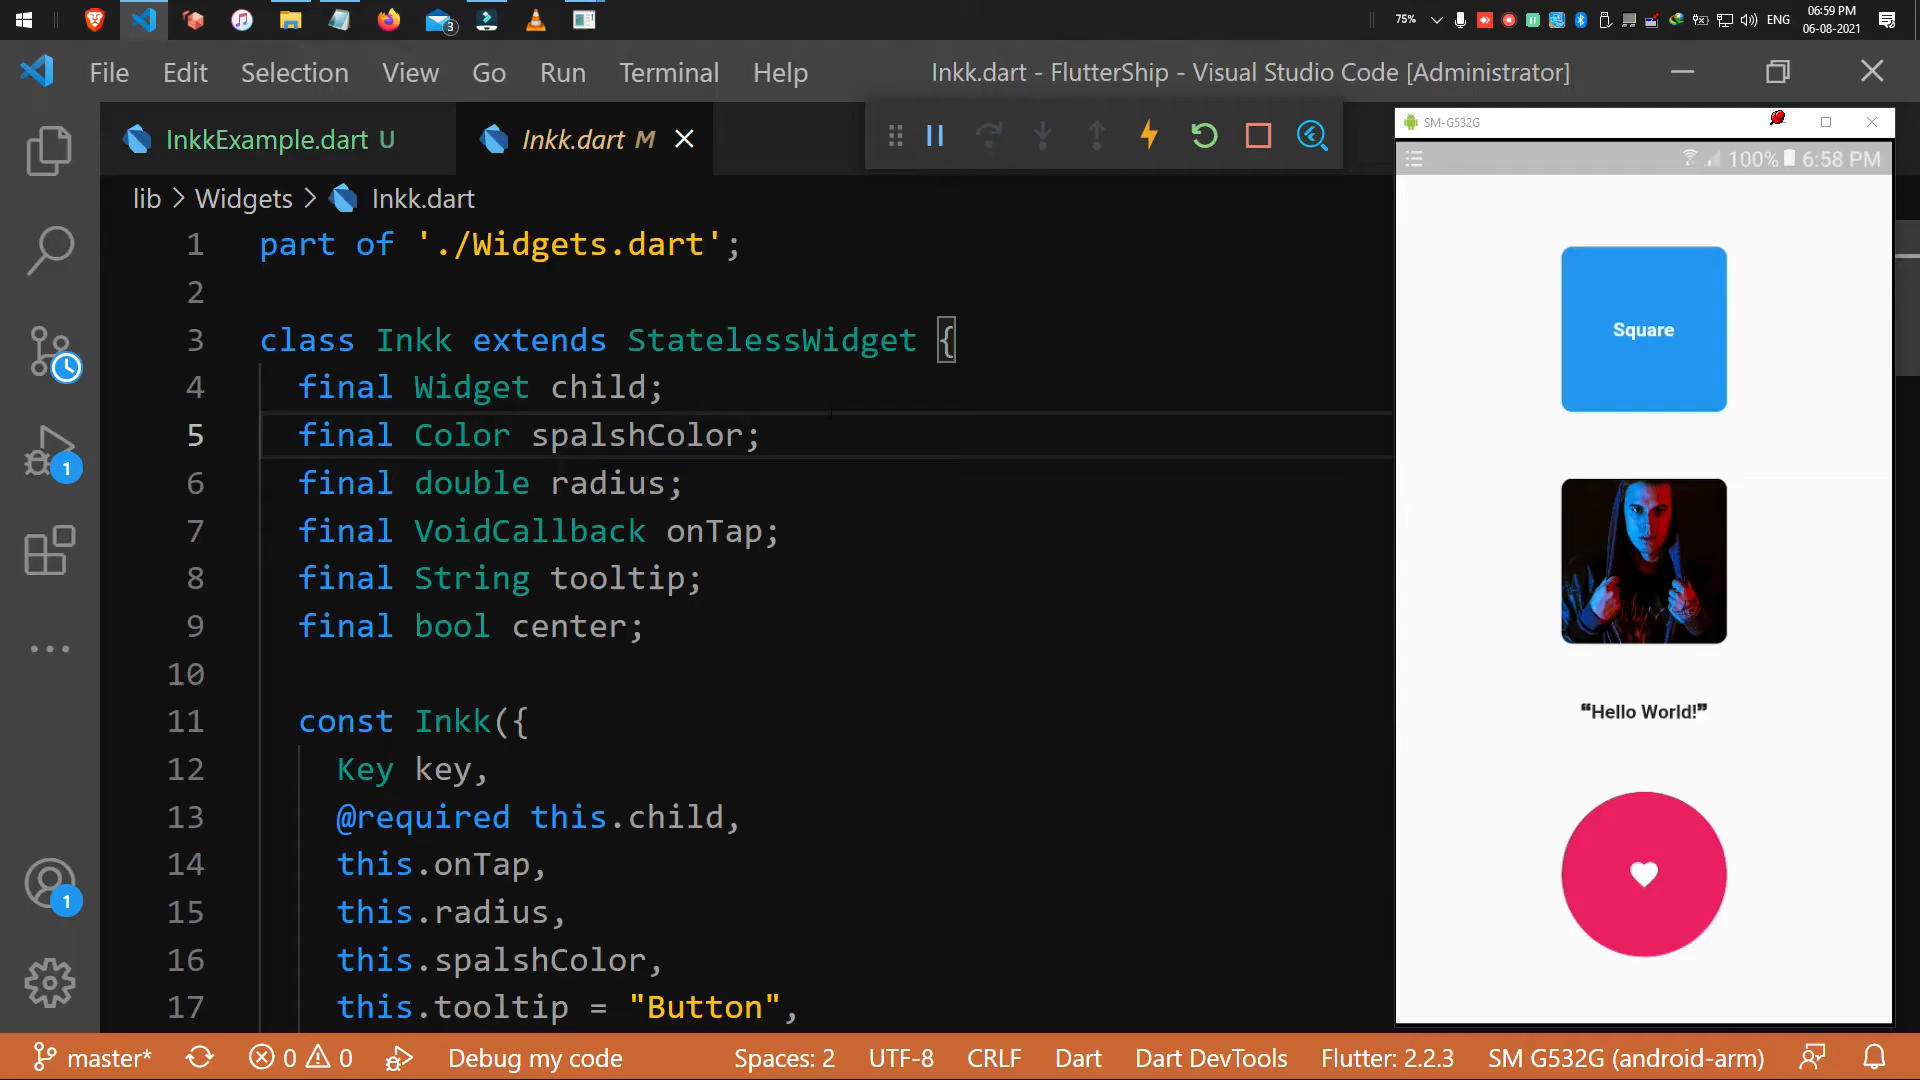 75%
ENG
06:59 PM
06-08-2021
3
File Edit Selection View Go Run Terminal Help
Inkk.dart - FlutterShip - Visual Studio Code [Administrator]
InkkExample.dart U
Inkk.dart M
lib > Widgets > Inkk.dart
1 part of './Widgets.dart';
2
3 class Inkk extends StatelessWidget {
4 final Widget child;
5 final Color spalshColor;
6 final double radius;
7 final VoidCallback onTap;
8 final String tooltip;
9 final bool center;
10
11 const Inkk({
12 Key key,
13 @required this.child,
14 this.onTap,
15 this.radius,
16 this.spalshColor,
17 this.tooltip = "Button",
1
1
SM-G532G
100% 6:58 PM
Square
❝Hello World!❞
master* 0 0 Debug my code Spaces: 2 UTF-8 CRLF Dart Dart DevTools Flutter: 2.2.3 SM G532G (android-arm)